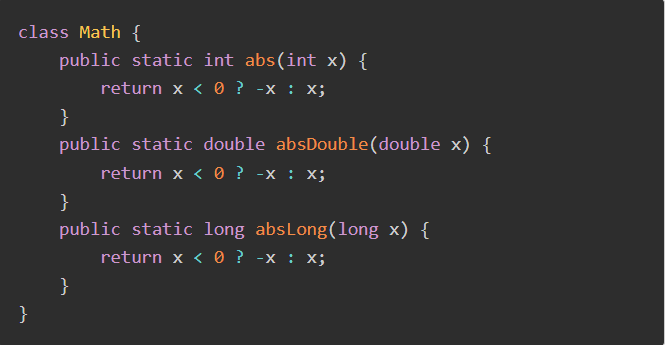 class Math {
    public static int abs(int x) {
        return x < 0 ? -x : x;
    }
    public static double absDouble(double x) {
        return x < 0 ? -x : x;
    }
    public static long absLong(long x) {
        return x < 0 ? -x : x;
    }
}